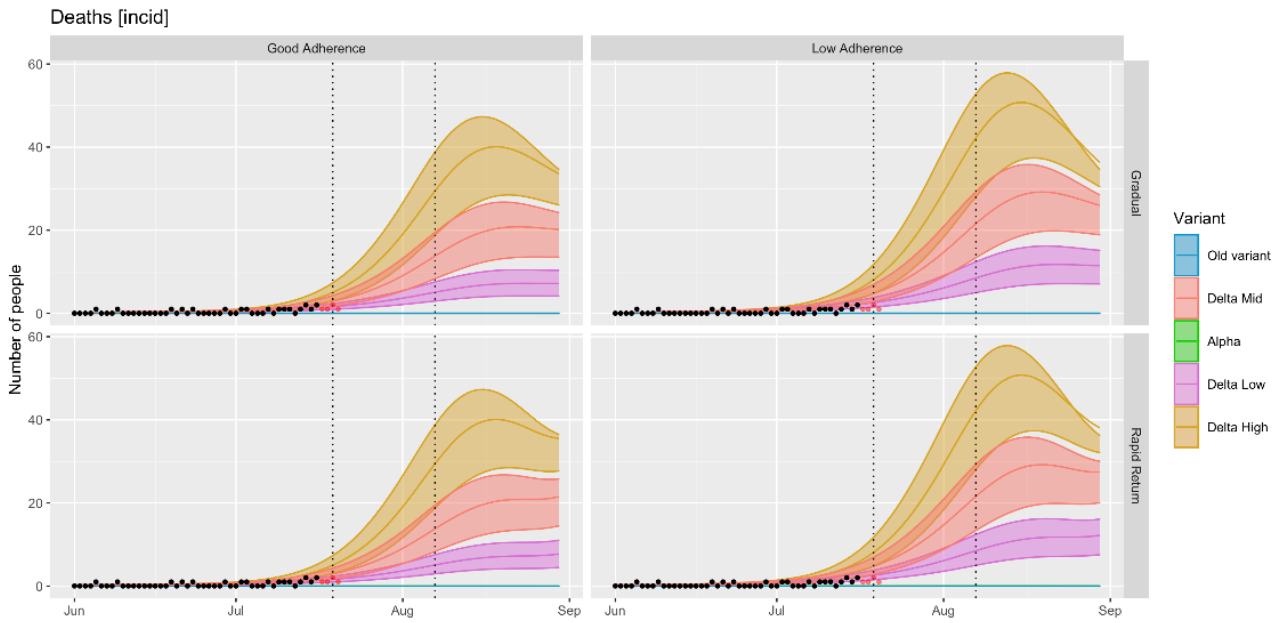 Deaths [incid]
Good Adherence
Low Adherence
Number of people
60
40
20
0
Gradual
60
40
20
0
Rapid Return
Jun
Jul
Aug
Sep
Jun
Jul
Aug
Sep
Variant
Old variant
Delta Mid
Alpha
Delta Low
Delta High